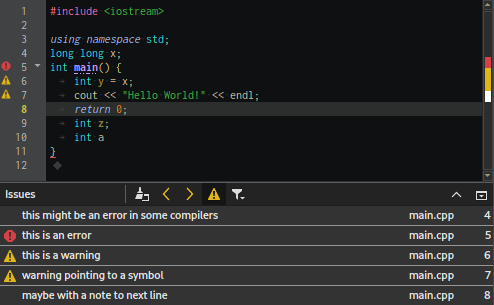 1 #include <iostream>
2
3 using namespace std;
4 long long x;
5 int main() {
6 int y = x;
7 cout << "Hello World!" << endl;
8 return 0;
9 int z;
10 int a
11 }
12
Issues
this might be an error in some compilers main.cpp 4
this is an error main.cpp 5
this is a warning main.cpp 6
warning pointing to a symbol main.cpp 7
maybe with a note to next line main.cpp 8